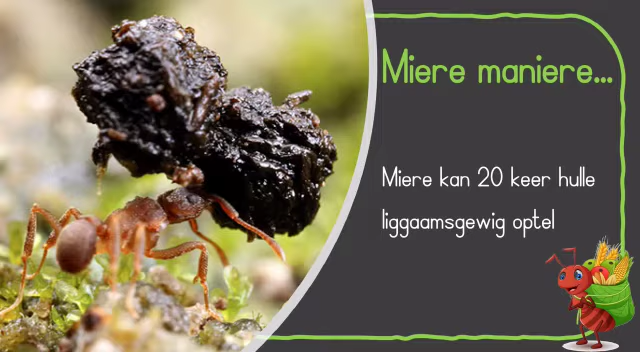 Miere maniere...
Miere kan 20 keer hulle
liggaamsgewig optel